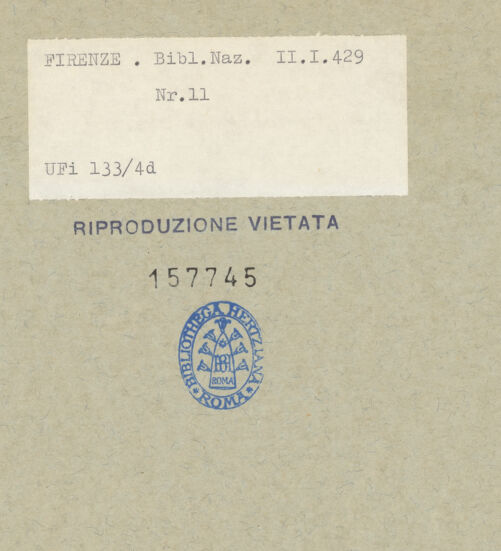 FIRENZE . Bibl.Naz. II.I.429
Nr.11
UFi 133/4d
RIPRODUZIONE VIETATA
157745
BIBLIOTHECA HERTZIANA
ROMA
ROMA